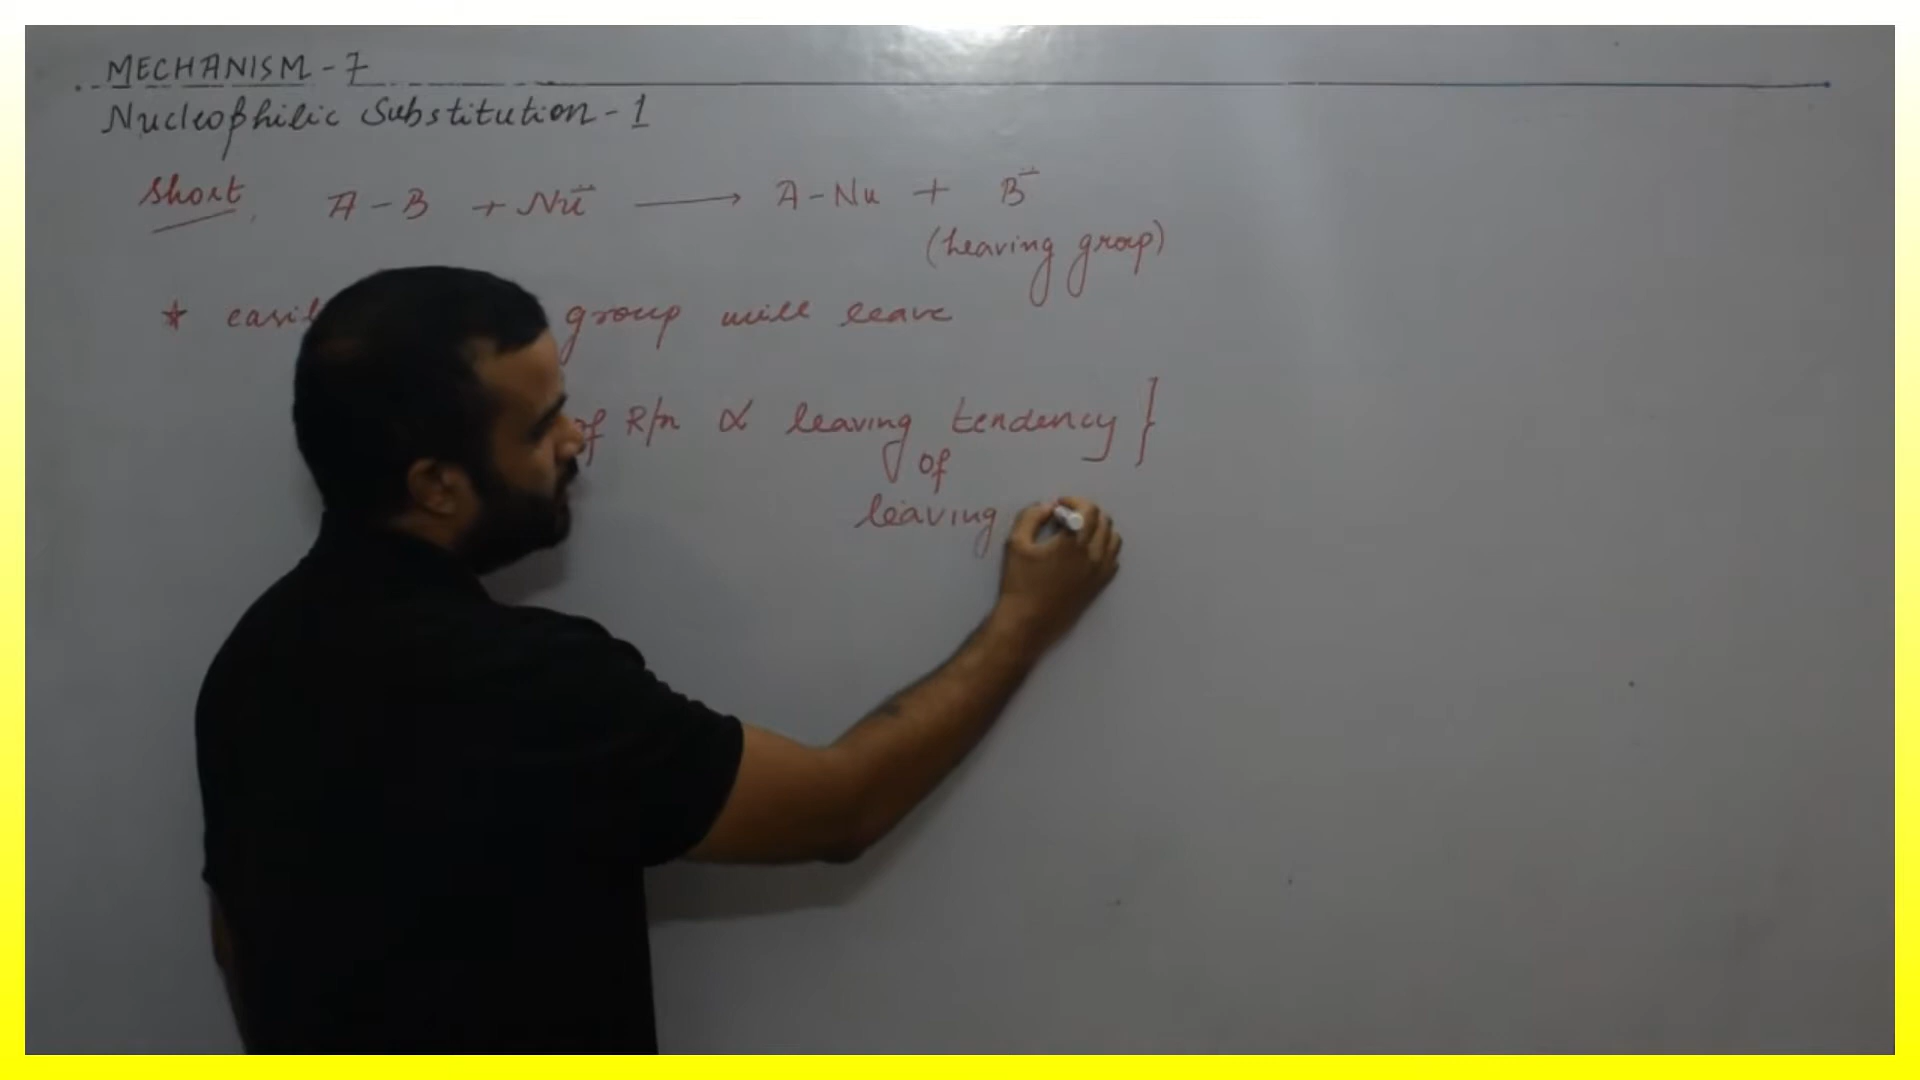 MECHANISM - 7
Nucleophilic Substitution - 1
Short A - B + Nu⁻ ⟶ A - Nu + B⁻
(Leaving group)
★ group will leave
of R/n ∝ leaving tendency }
of
leaving